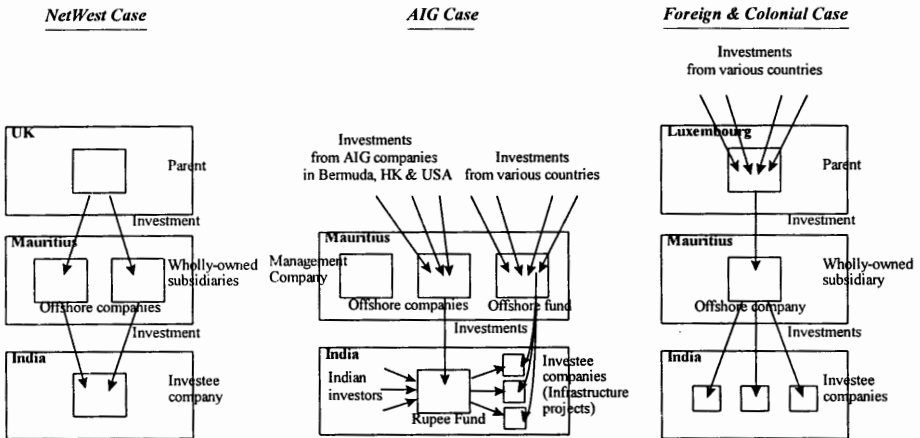 NetWest Case
UK
Parent
Investment
Mauritius
Wholly-owned
subsidiaries
Offshore companies
Investment
India
Investee
company
AIG Case
Investments
from AIG companies
in Bermuda, HK & USA
Investments
from various countries
Mauritius
Management
Company
Offshore companies
Offshore fund
Investments
India
Indian
investors
Rupee Fund
Investee
companies
(Infrastructure
projects)
Foreign & Colonial Case
Investments
from various countries
Luxembourg
Parent
Investment
Mauritius
Wholly-owned
subsidiary
Offshore company
Investments
India
Investee
companies